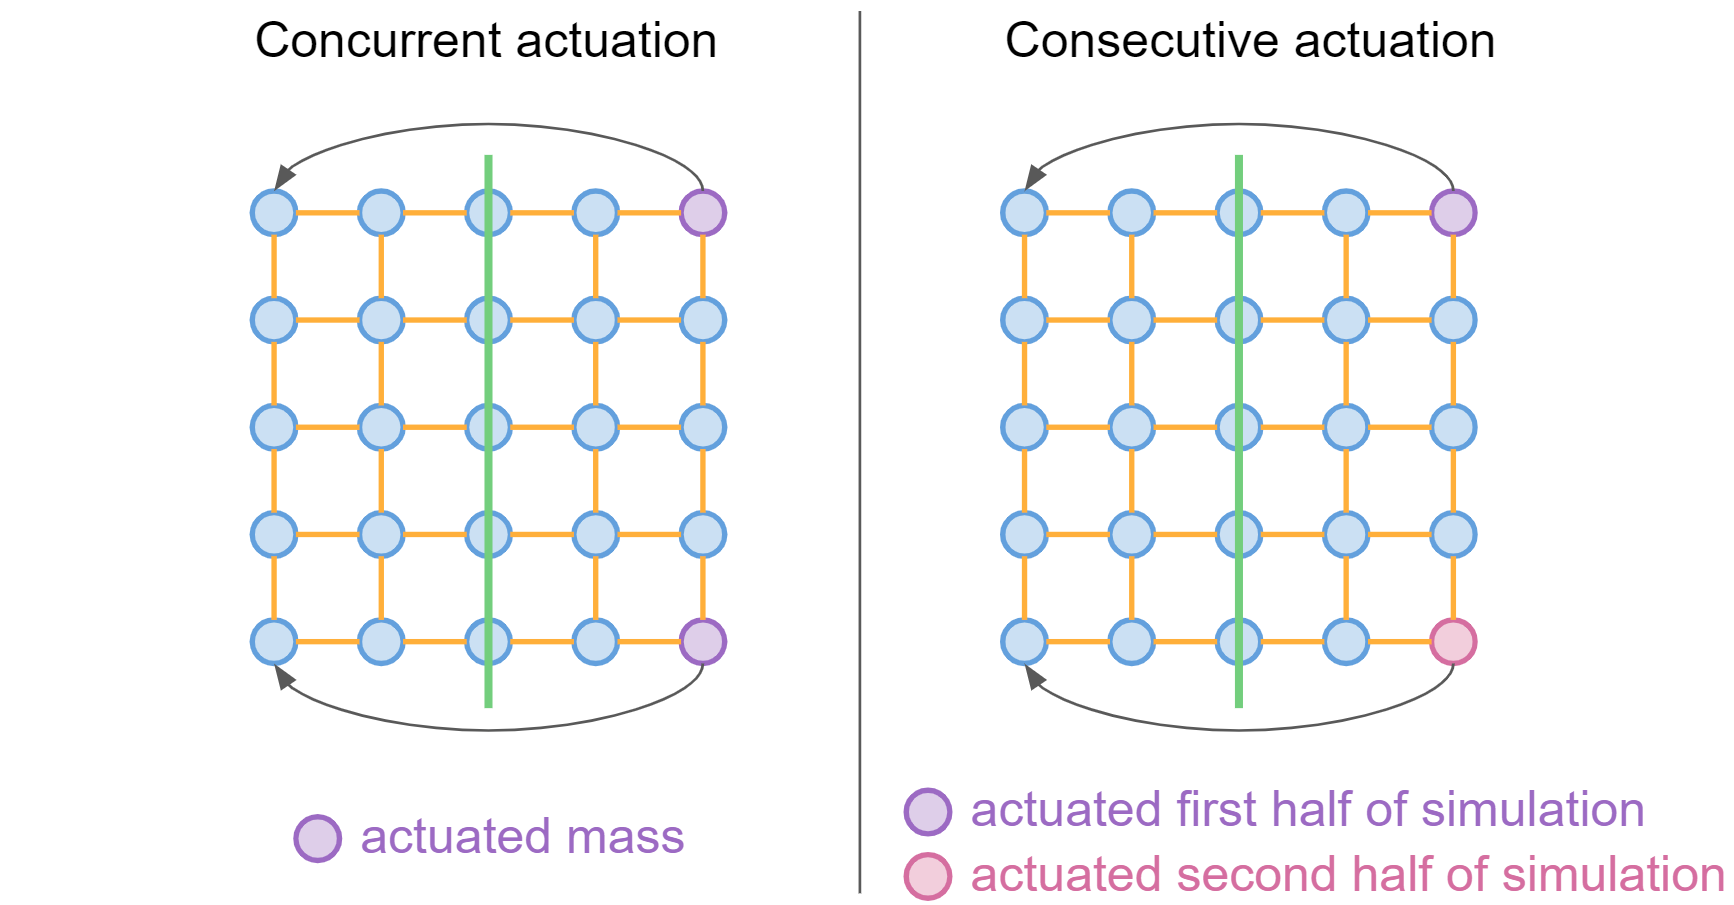 Concurrent actuation
Consecutive actuation
actuated mass
actuated first half of simulation
actuated second half of simulation